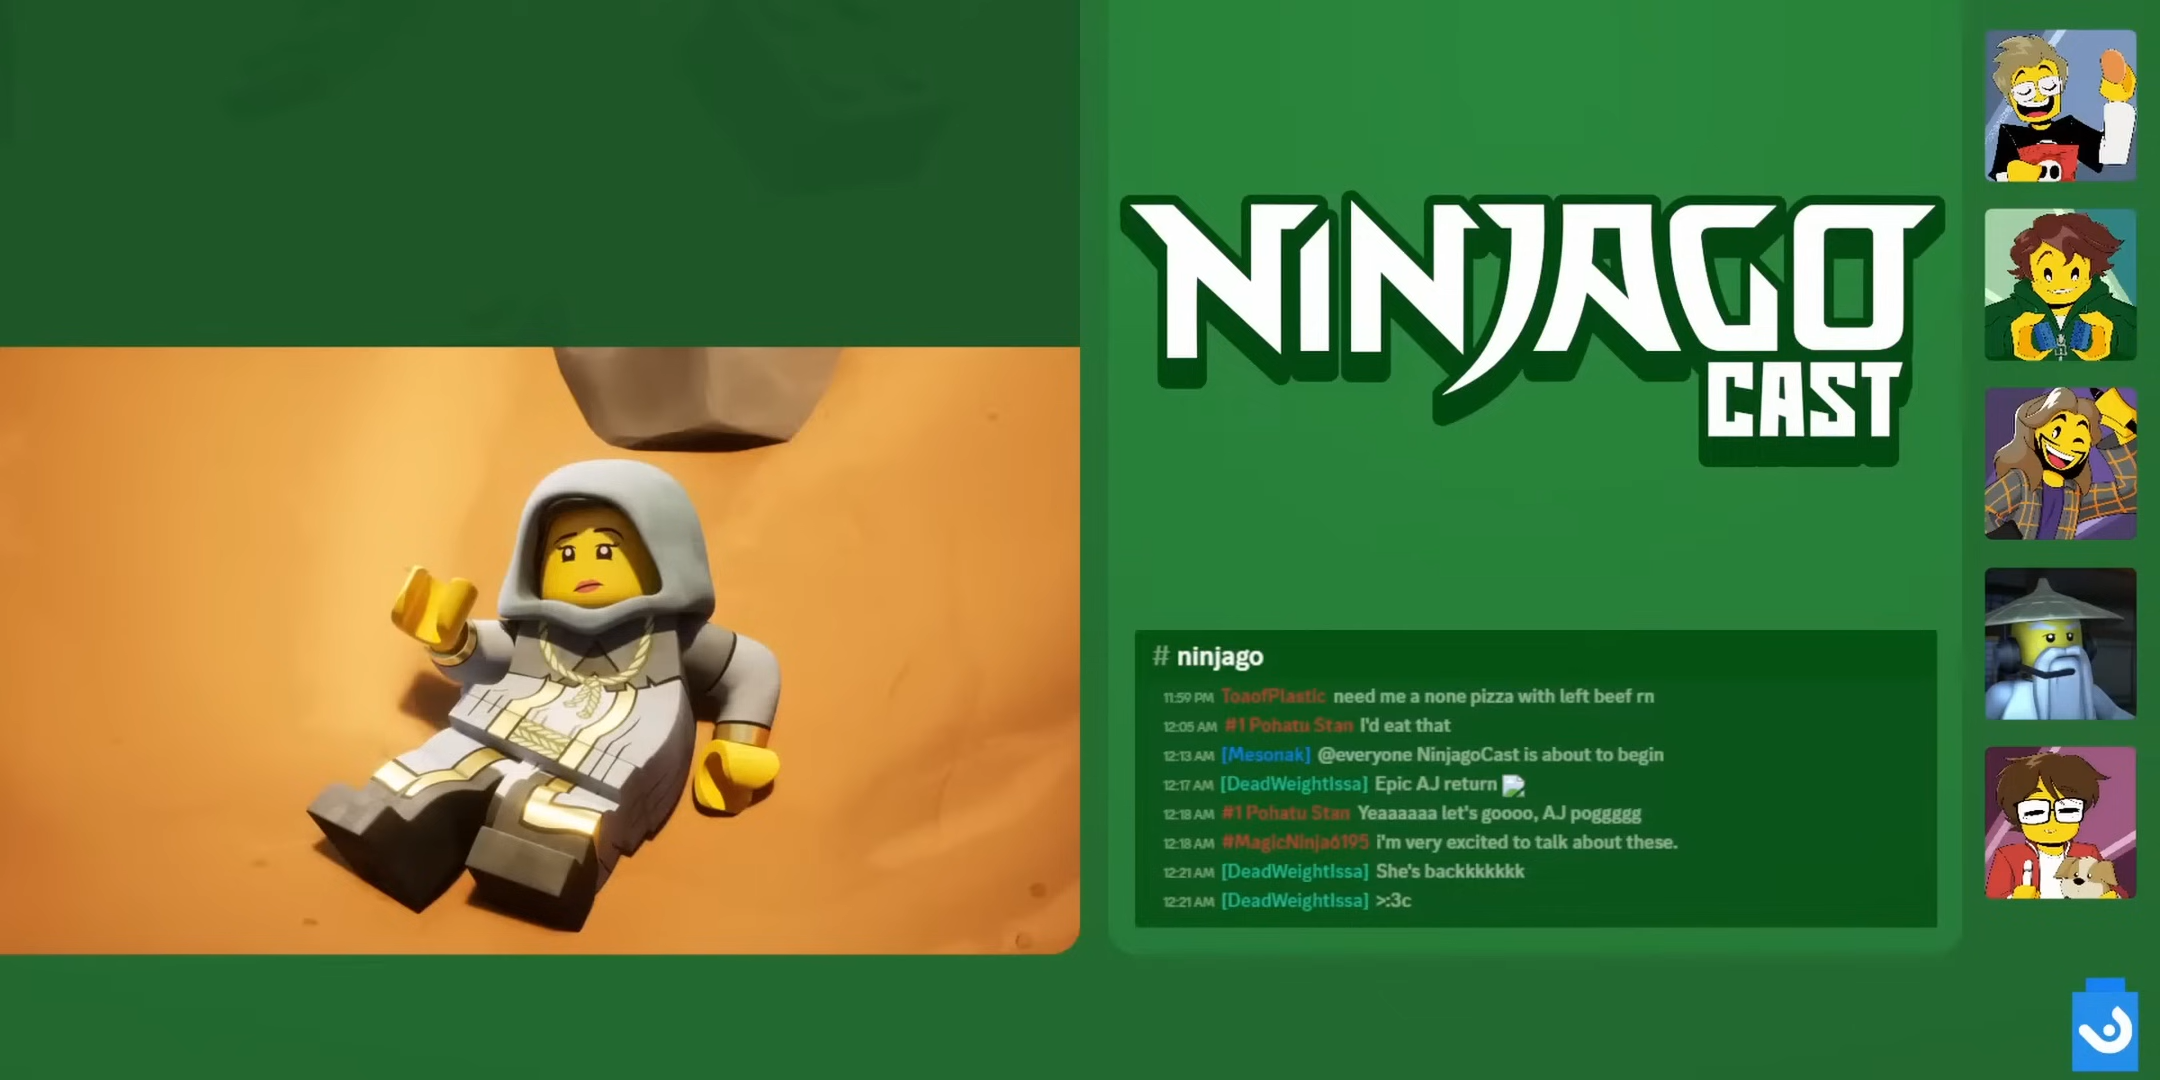 NINJAGO
CAST
# ninjago
11:59 PM ToaofPlastic need me a none pizza with left beef rn
12:05 AM #1 Pohatu Stan I'd eat that
12:13 AM [Mesonak] @everyone NinjagoCast is about to begin
12:17 AM [DeadWeightIssa] Epic AJ return
12:18 AM #1 Pohatu Stan Yeaaaaaa let's goooo, AJ poggggg
12:18 AM #MagicNinja6195 i'm very excited to talk about these.
12:21 AM [DeadWeightIssa] She's backkkkkkk
12:21 AM [DeadWeightIssa] >:3c